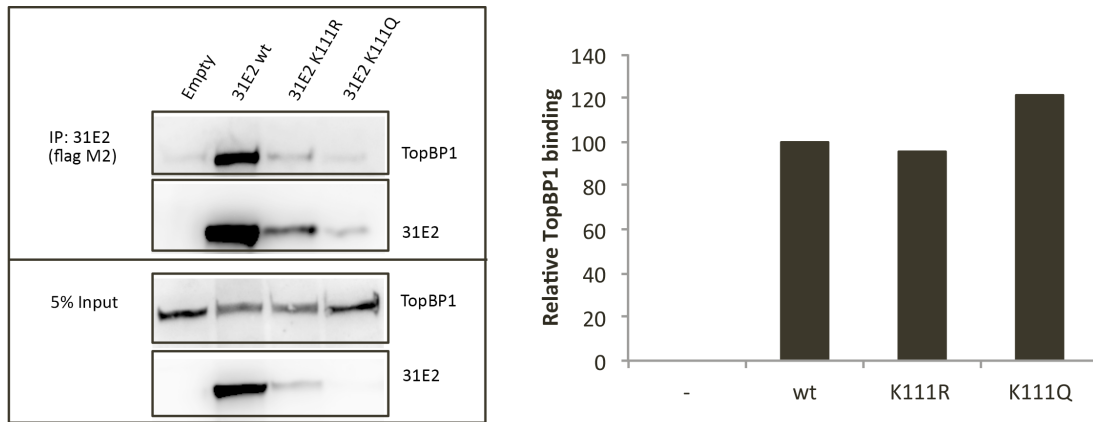 Empty
31E2 wt
31E2 K111R
31E2 K111Q
IP: 31E2
(flag M2)
TopBP1
31E2
5% Input
TopBP1
31E2
Relative TopBP1 binding
140
120
100
80
60
40
20
0
- wt K111R K111Q